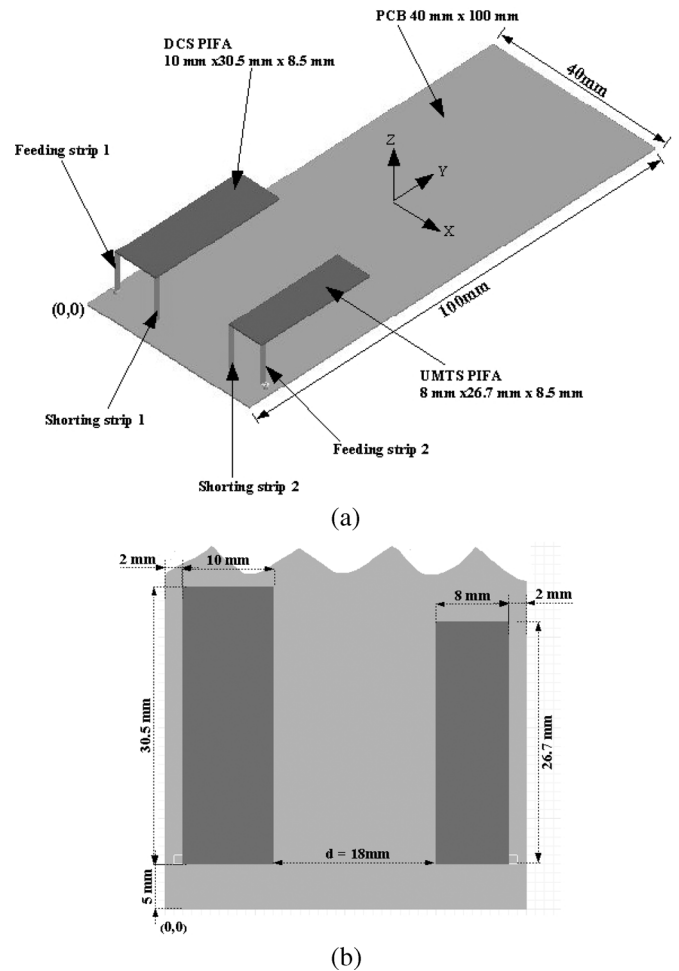 PCB 40 mm x 100 mm
DCS PIFA
10 mm x30.5 mm x 8.5 mm
40mm
Feeding strip 1
Z
Y
X
(0,0)
100mm
UMTS PIFA
8 mm x26.7 mm x 8.5 mm
Shorting strip 1
Feeding strip 2
Shorting strip 2
(a)
2 mm
10 mm
8 mm
2 mm
30.5 mm
26.7 mm
d = 18mm
5 mm
(0,0)
(b)